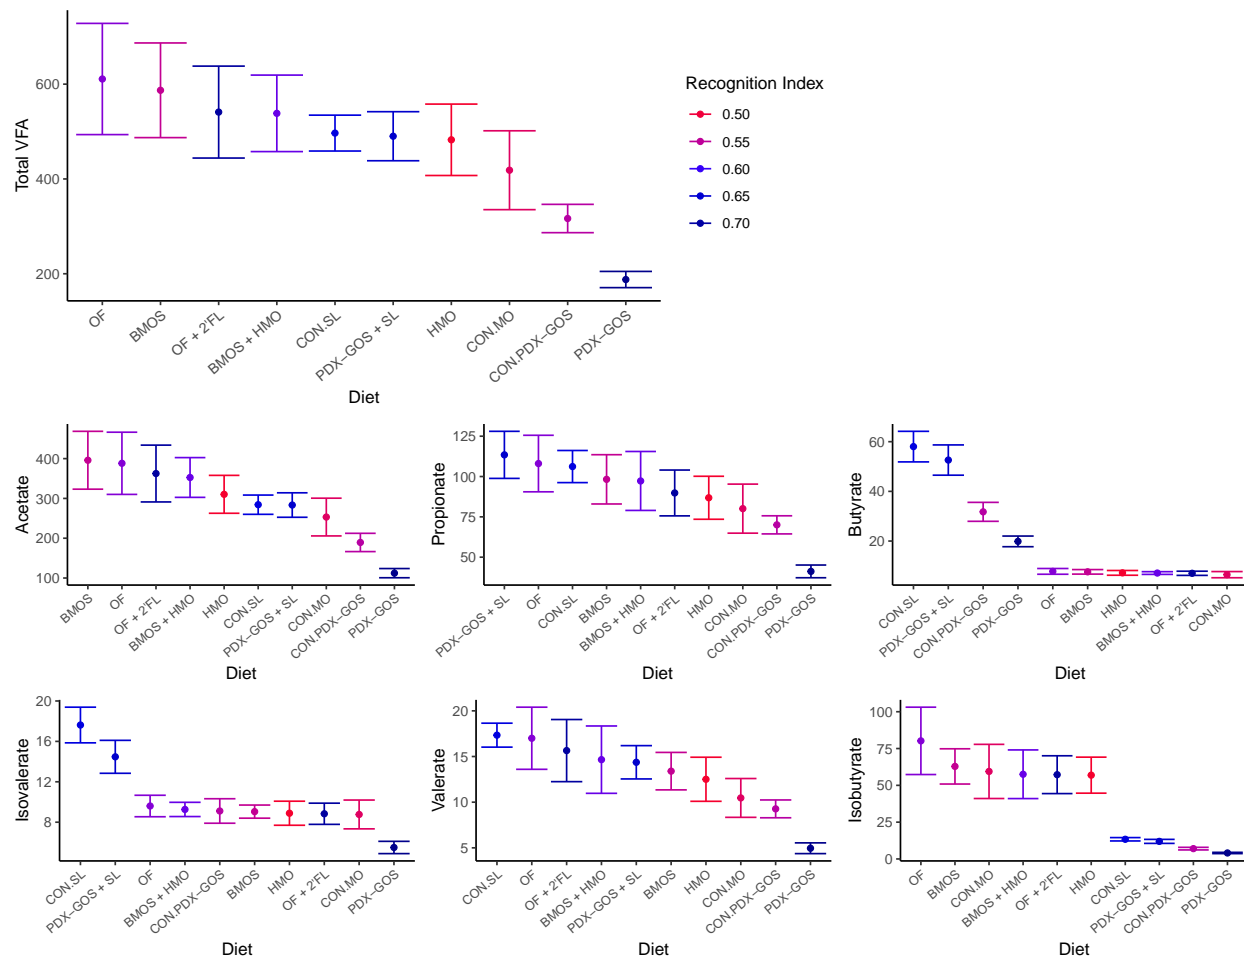 Total VFA
600
400
200
OF
BMOS
OF + 2'FL
BMOS + HMO
CON.SL
PDX−GOS + SL
HMO
CON.MO
CON.PDX−GOS
PDX−GOS
Diet
Recognition Index
0.50
0.55
0.60
0.65
0.70
Acetate
400
300
200
100
BMOS
OF
OF + 2'FL
BMOS + HMO
HMO
CON.SL
PDX−GOS + SL
CON.MO
CON.PDX−GOS
PDX−GOS
Diet
Propionate
125
100
75
50
PDX−GOS + SL
OF
CON.SL
BMOS
BMOS + HMO
OF + 2'FL
HMO
CON.MO
CON.PDX−GOS
PDX−GOS
Diet
Butyrate
60
40
20
CON.SL
PDX−GOS + SL
CON.PDX−GOS
PDX−GOS
OF
BMOS
HMO
BMOS + HMO
OF + 2'FL
CON.MO
Diet
Isovalerate
20
16
12
8
CON.SL
PDX−GOS + SL
OF
BMOS + HMO
CON.PDX−GOS
BMOS
HMO
OF + 2'FL
CON.MO
PDX−GOS
Diet
Valerate
20
15
10
5
CON.SL
OF
OF + 2'FL
BMOS + HMO
PDX−GOS + SL
BMOS
HMO
CON.MO
CON.PDX−GOS
PDX−GOS
Diet
Isobutyrate
100
75
50
25
0
OF
BMOS
CON.MO
BMOS + HMO
OF + 2'FL
HMO
CON.SL
PDX−GOS + SL
CON.PDX−GOS
PDX−GOS
Diet